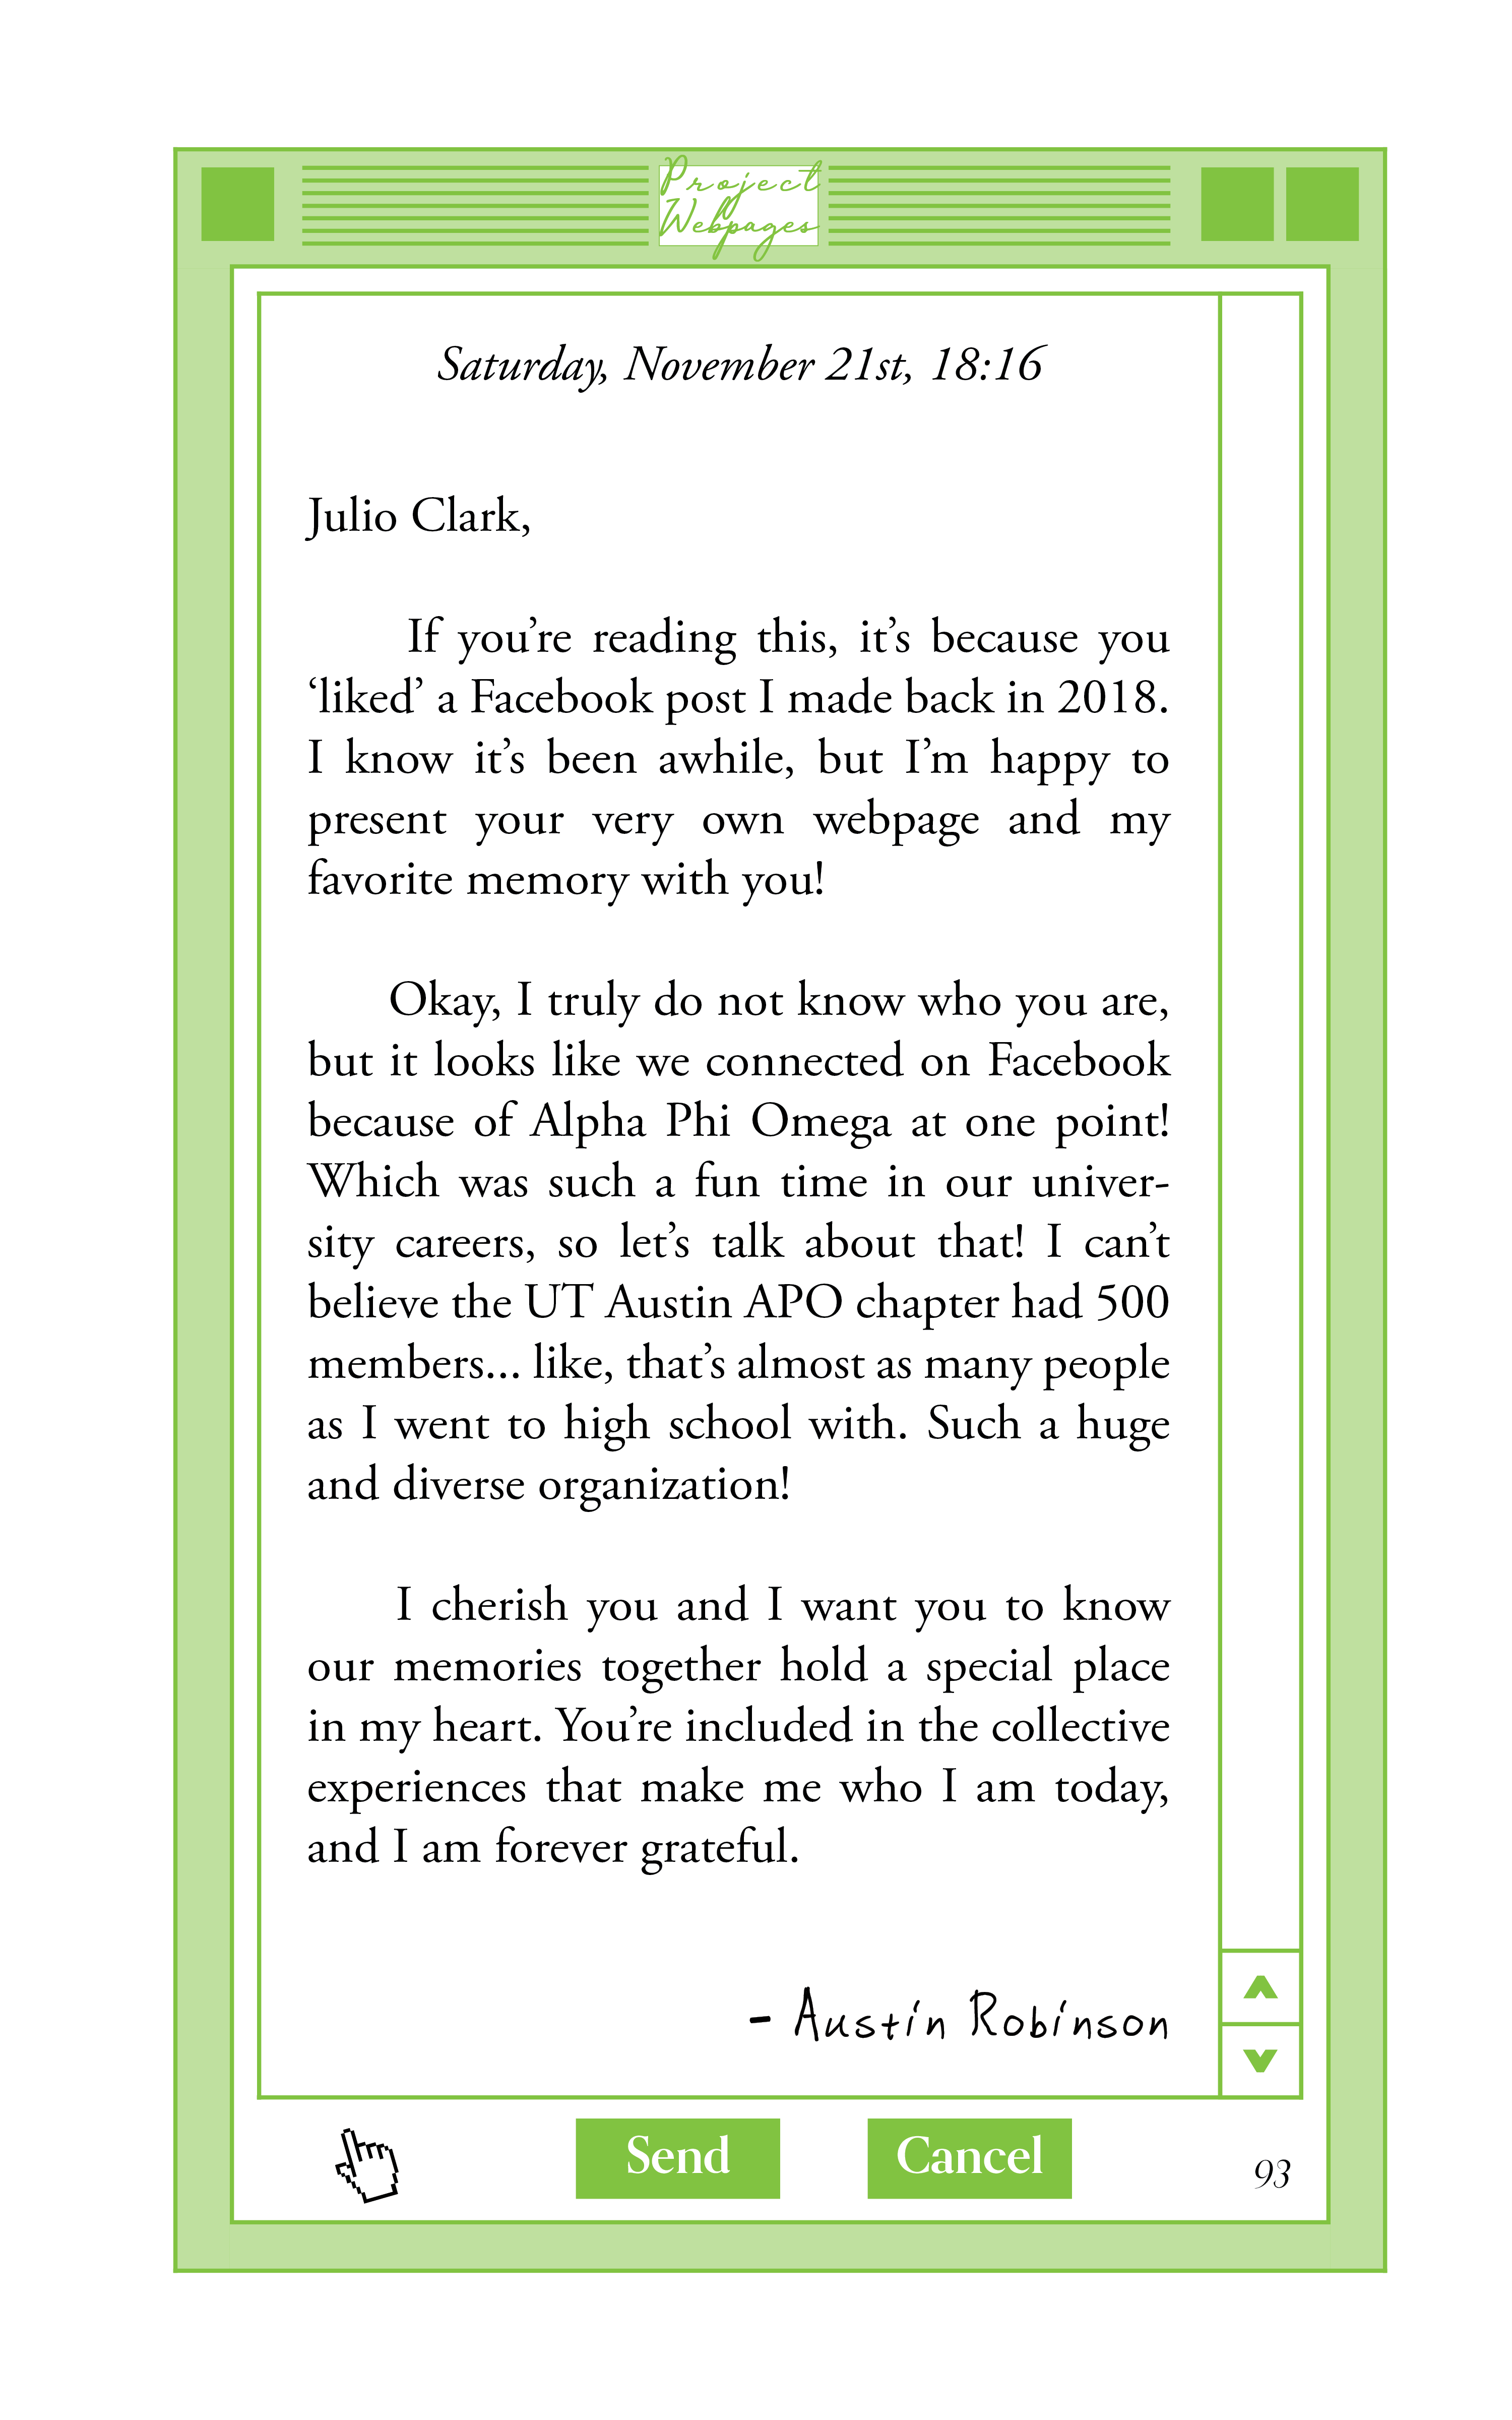 Project
Webpages
Saturday, November 21st, 18:16
Julio Clark,
If you’re reading this, it’s because you
‘liked’ a Facebook post I made back in 2018.
I know it’s been awhile, but I’m happy to
present your very own webpage and my
favorite memory with you!
Okay, I truly do not know who you are,
but it looks like we connected on Facebook
because of Alpha Phi Omega at one point!
Which was such a fun time in our univer-
sity careers, so let’s talk about that! I can’t
believe the UT Austin APO chapter had 500
members... like, that’s almost as many people
as I went to high school with. Such a huge
and diverse organization!
I cherish you and I want you to know
our memories together hold a special place
in my heart. You’re included in the collective
experiences that make me who I am today,
and I am forever grateful.
- Austin Robinson
Send Cancel
93